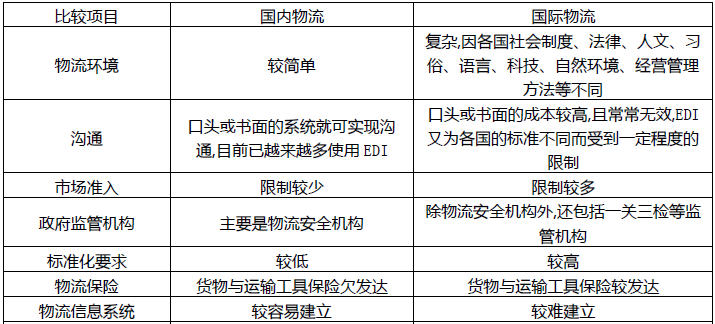 比较项目 国内物流 国际物流
物流环境 较简单 复杂,因各国社会制度、法律、人文、习
俗、语言、科技、自然环境、经营管理
方法等不同
沟通 口头或书面的系统就可实现沟
通,目前已越来越多使用 EDI 口头或书面的成本较高,且常常无效,EDI
又为各国的标准不同而受到一定程度的
限制
市场准入 限制较少 限制较多
政府监管机构 主要是物流安全机构 除物流安全机构外,还包括一关三检等监
管机构
标准化要求 较低 较高
物流保险 货物与运输工具保险欠发达 货物与运输工具保险较发达
物流信息系统 较容易建立 较难建立